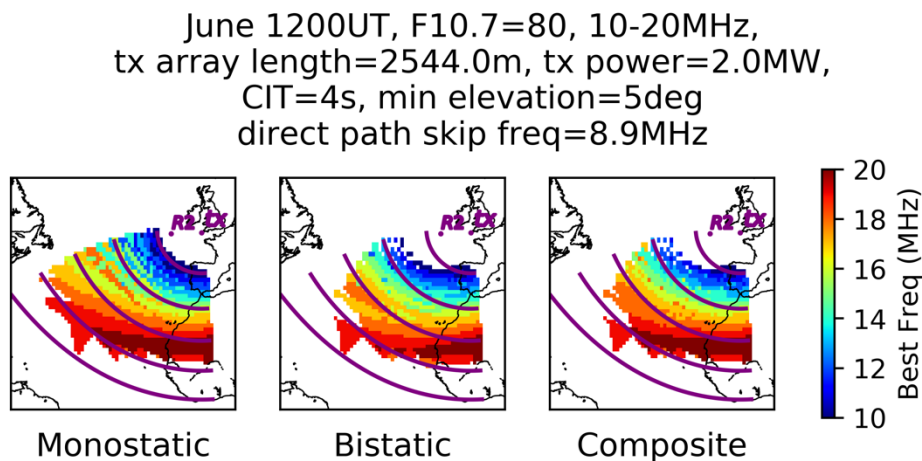 June 1200UT, F10.7=80, 10-20MHz,
tx array length=2544.0m, tx power=2.0MW,
CIT=4s, min elevation=5deg
direct path skip freq=8.9MHz
R2 tx
R2 tx
R2 tx
20
18
16
14
12
10
Best Freq (MHz)
Monostatic
Bistatic
Composite